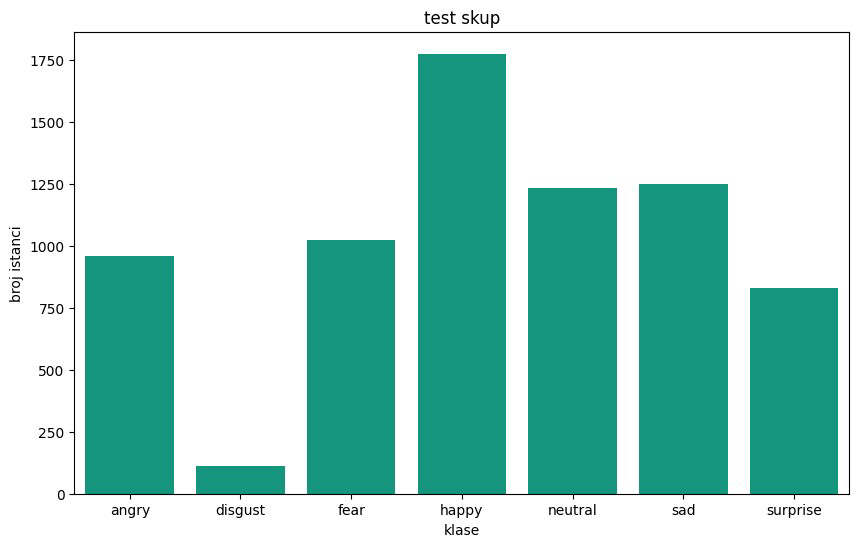 test skup
broj istanci
1750
1500
1250
1000
750
500
250
0
angry disgust fear happy neutral sad surprise
klase